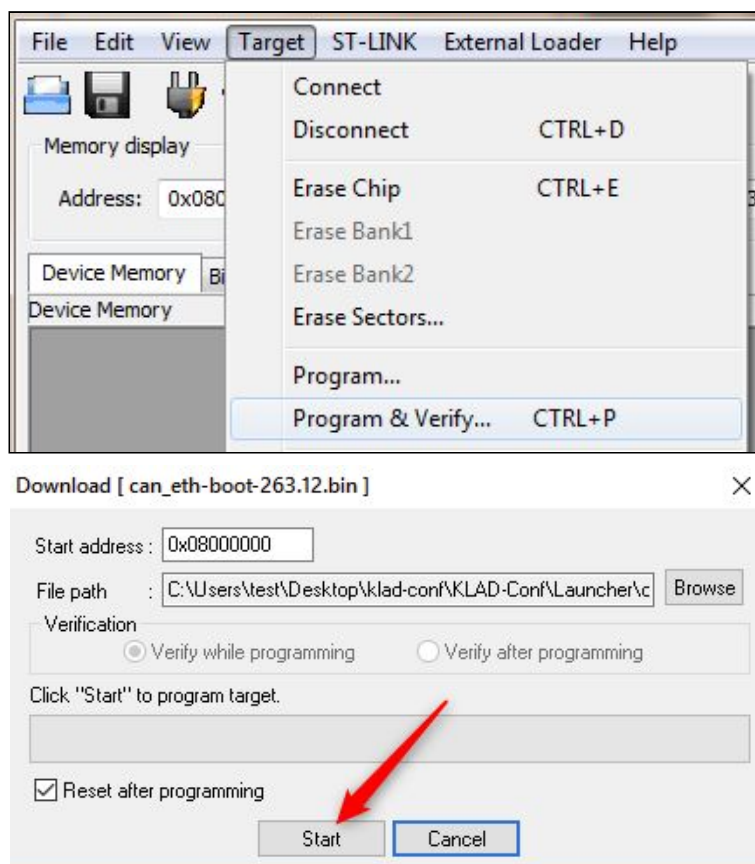 File Edit View Target ST-LINK External Loader Help
Connect
Disconnect CTRL+D
Memory display
Address: 0x080
Erase Chip CTRL+E
Erase Bank1
Erase Bank2
Device Memory Bi
Device Memory
Erase Sectors...
Program...
Program & Verify... CTRL+P
Download [ can_eth-boot-263.12.bin ]
Start address : 0x08000000
File path : C:\Users\test\Desktop\klad-conf\KLAD-Conf\Launcher\c Browse
Verification
Verify while programming Verify after programming
Click "Start" to program target.
Reset after programming
Start Cancel